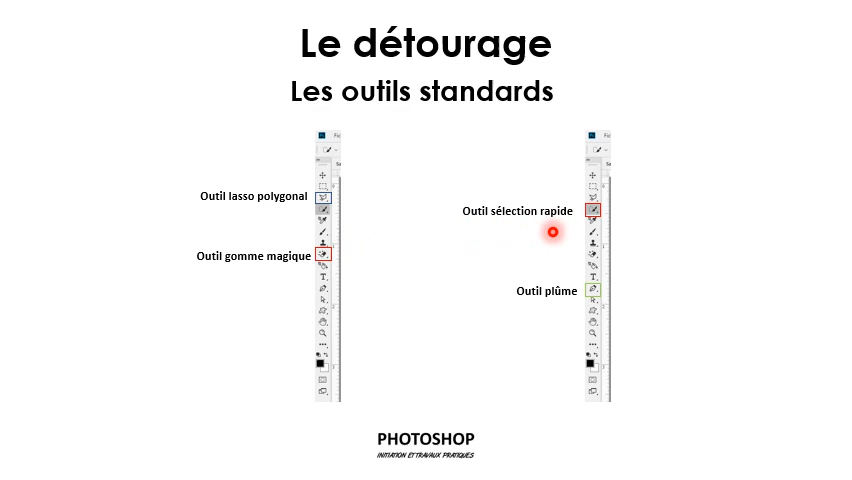 Le détourage
Les outils standards
Outil lasso polygonal
Outil gomme magique
Outil sélection rapide
Outil plûme
PHOTOSHOP
INITIATION ET TRAVAUX PRATIQUES